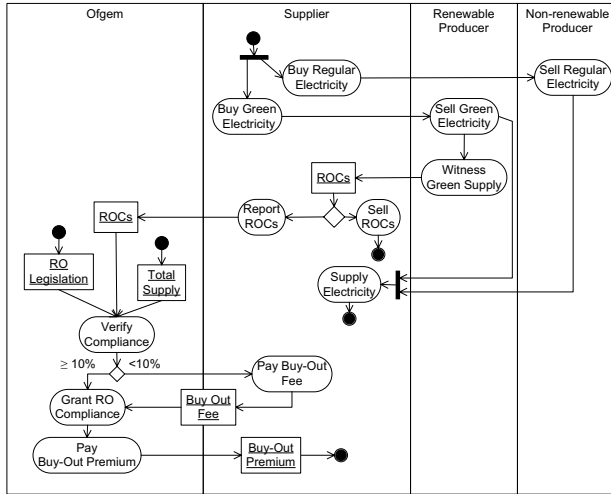 Ofgem
Supplier
Renewable
Producer
Non-renewable
Producer
Buy Regular
Electricity
Sell Regular
Electricity
Buy Green
Electricity
Sell Green
Electricity
Witness
Green Supply
ROCs
ROCs
Report
ROCs
Sell
ROCs
RO
Legislation
Total
Supply
Supply
Electricity
Verify
Compliance
≥ 10%
<10%
Pay Buy-Out
Fee
Grant RO
Compliance
Buy Out
Fee
Pay
Buy-Out Premium
Buy-Out
Premium